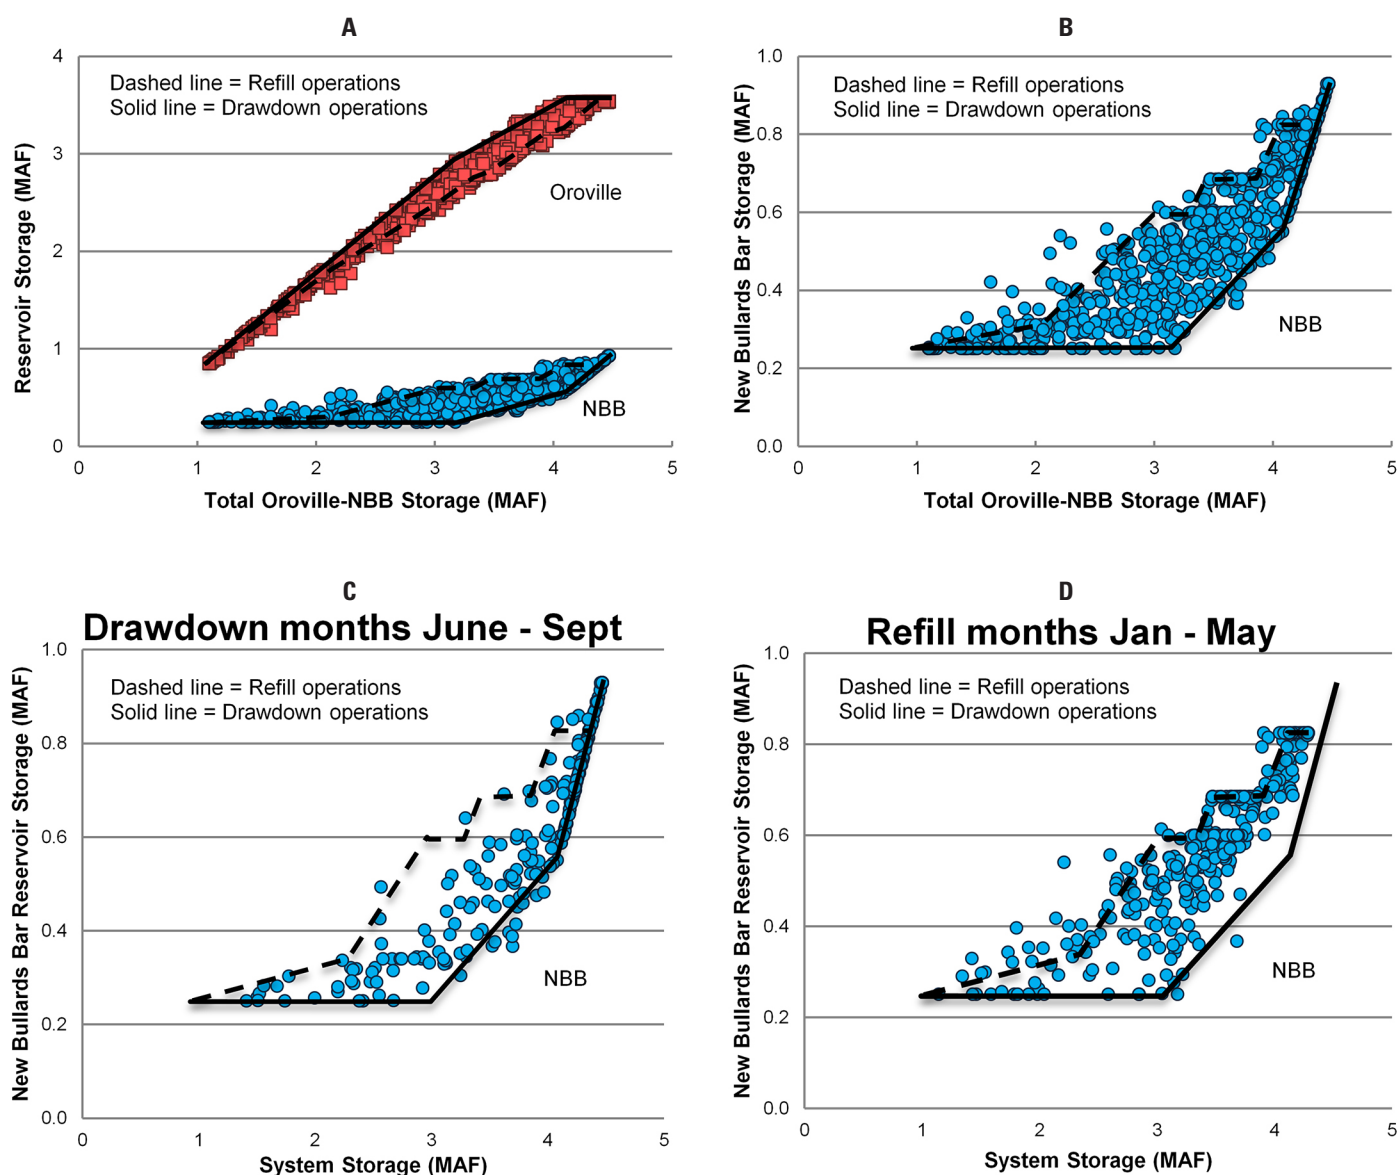 A
Dashed line = Refill operations
Solid line = Drawdown operations
Reservoir Storage (MAF)
4
3
2
1
0
Oroville
NBB
0 1 2 3 4 5
Total Oroville-NBB Storage (MAF)
B
Dashed line = Refill operations
Solid line = Drawdown operations
New Bullards Bar Storage (MAF)
1.0
0.8
0.6
0.4
0.2
0.0
NBB
0 1 2 3 4 5
Total Oroville-NBB Storage (MAF)
C
Drawdown months June - Sept
Dashed line = Refill operations
Solid line = Drawdown operations
New Bullards Bar Reservoir Storage (MAF)
1.0
0.8
0.6
0.4
0.2
0.0
NBB
0 1 2 3 4 5
System Storage (MAF)
D
Refill months Jan - May
Dashed line = Refill operations
Solid line = Drawdown operations
New Bullards Bar Reservoir Storage (MAF)
1.0
0.8
0.6
0.4
0.2
0.0
NBB
0 1 2 3 4 5
System Storage (MAF)